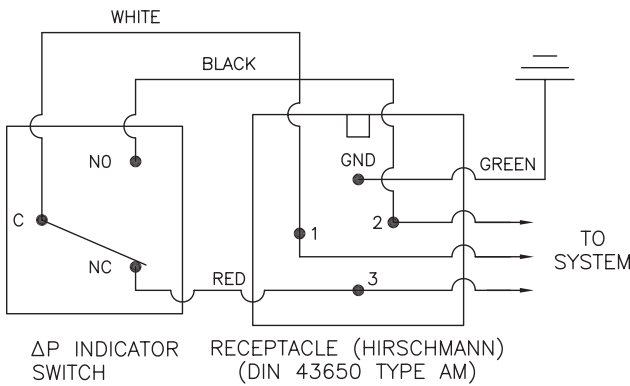 WHITE
BLACK
NO
GND
GREEN
C
1
2
NC
RED
3
TO
SYSTEM
ΔP INDICATOR
SWITCH
RECEPTACLE (HIRSCHMANN)
(DIN 43650 TYPE AM)